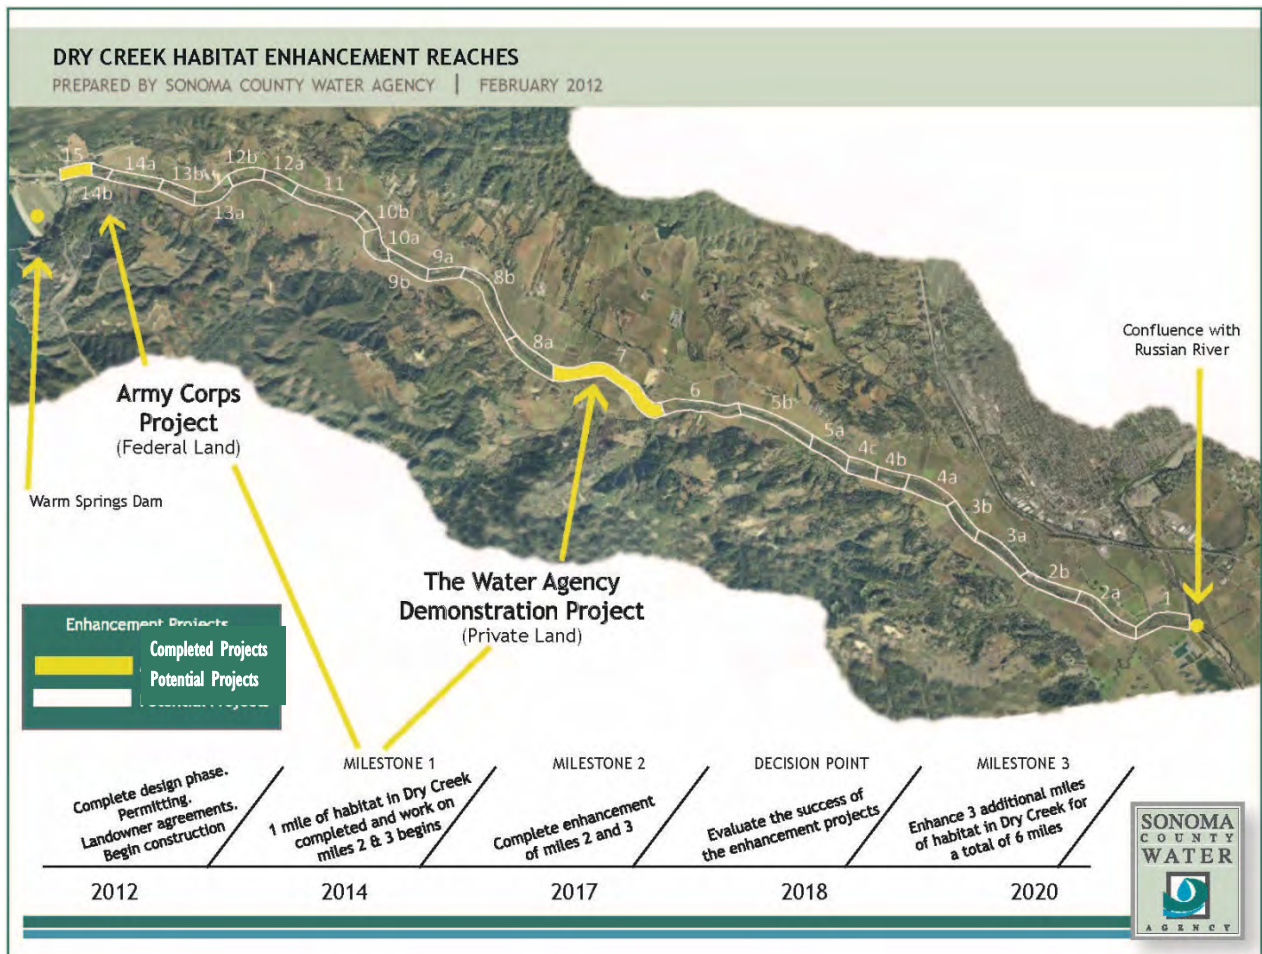 DRY CREEK HABITAT ENHANCEMENT REACHES
PREPARED BY SONOMA COUNTY WATER AGENCY | FEBRUARY 2012
15
14a
14b
13b
13a
12b
12a
11
10b
10a
9b
9a
8b
8a
7
6
5b
5a
4c
4b
4a
3b
3a
2b
2a
1
Confluence with
Russian River
Army Corps
Project
(Federal Land)
Warm Springs Dam
The Water Agency
Demonstration Project
(Private Land)
Enhancement Projects
Completed Projects
Potential Projects
Potential Projects
Complete design phase.
Permitting.
Landowner agreements.
Begin construction
2012
MILESTONE 1
1 mile of habitat in Dry Creek
completed and work on
miles 2 & 3 begins
2014
MILESTONE 2
Complete enhancement
of miles 2 and 3
2017
DECISION POINT
Evaluate the success of
the enhancement projects
2018
MILESTONE 3
Enhance 3 additional miles
of habitat in Dry Creek for
a total of 6 miles
2020
SONOMA
COUNTY
WATER
AGENCY